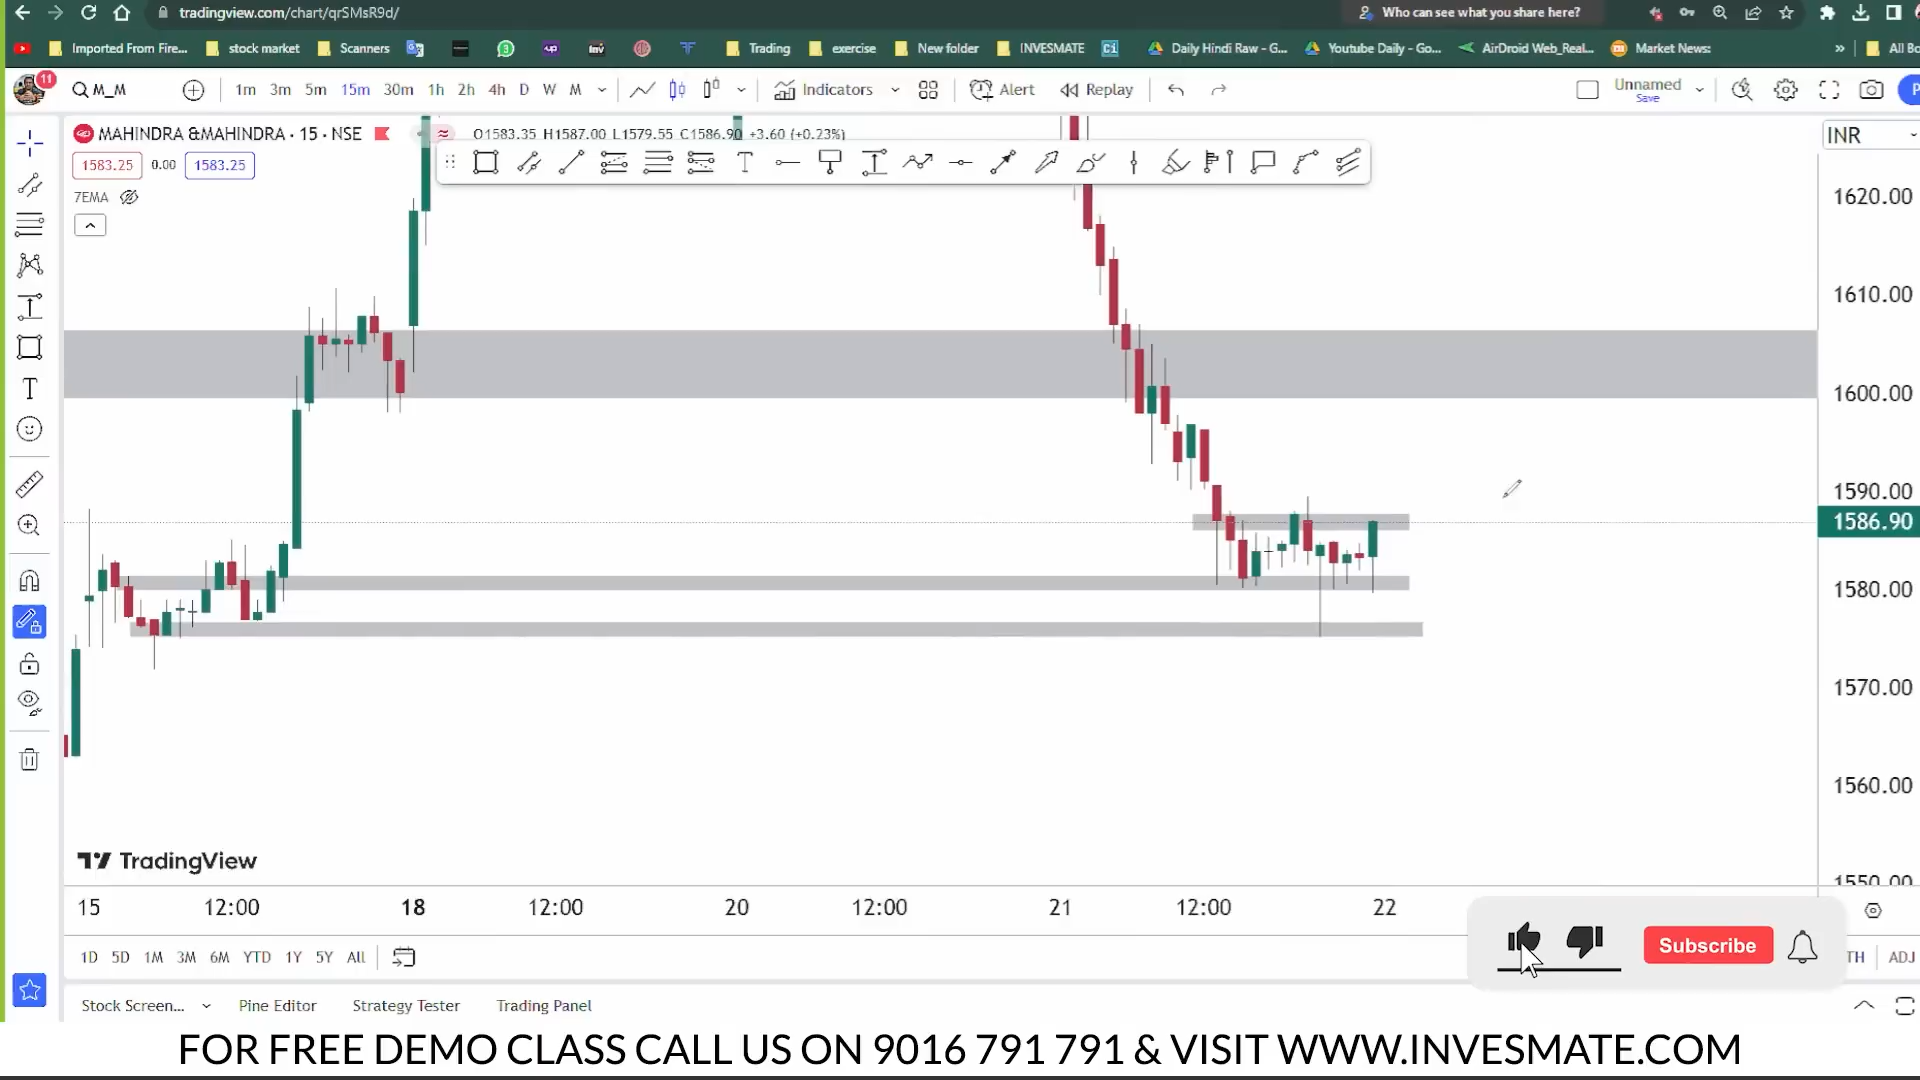 tradingview.com/chart/qrSMsR9d/
Who can see what you share here?
Imported From Fire...
stock market
Scanners
Trading
exercise
New folder
INVESMATE
Ci
Daily Hindi Raw - G...
Youtube Daily - Go...
AirDroid Web_Real...
Market News:
»
All Bo
11
M_M
1m 3m 5m 15m 30m 1h 2h 4h D W M
Indicators
Alert
Replay
Unnamed
Save
P
MAHINDRA &MAHINDRA · 15 · NSE
O1583.35 H1587.00 L1579.55 C1586.90 +3.60 (+0.23%)
INR
1583.25 0.00 1583.25
7EMA
1620.00
1610.00
1600.00
1590.00
1586.90
1580.00
1570.00
1560.00
1550.00
TradingView
15 12:00 18 12:00 20 12:00 21 12:00 22
1D 5D 1M 3M 6M YTD 1Y 5Y All
Subscribe
TH
ADJ
Stock Screen...
Pine Editor
Strategy Tester
Trading Panel
FOR FREE DEMO CLASS CALL US ON 9016 791 791 & VISIT WWW.INVESMATE.COM